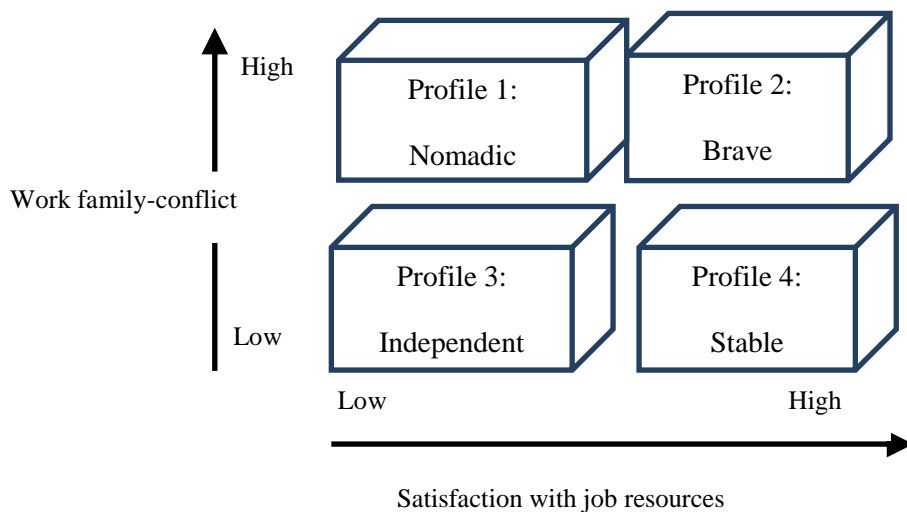 High
Profile 1:
Nomadic
Profile 2:
Brave
Work family-conflict
Profile 3:
Independent
Profile 4:
Stable
Low
Low
High
Satisfaction with job resources